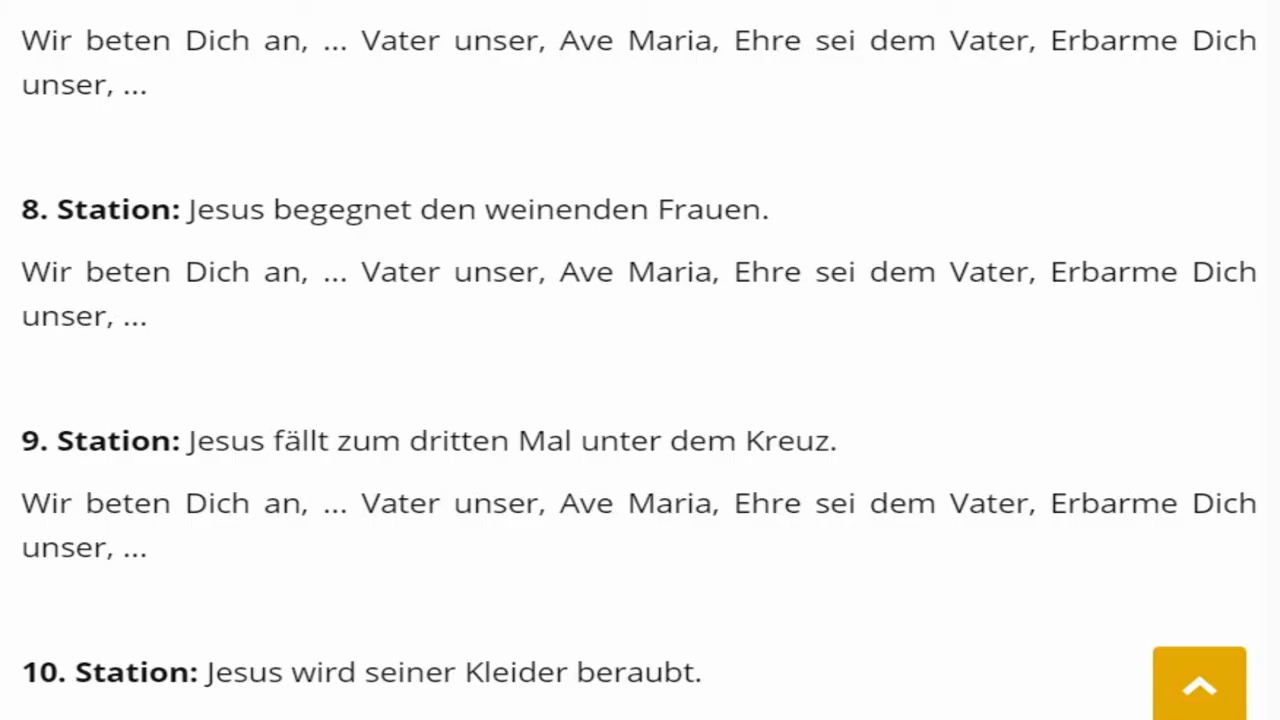 Wir beten Dich an, ... Vater unser, Ave Maria, Ehre sei dem Vater, Erbarme Dich
unser, ...
8. Station: Jesus begegnet den weinenden Frauen.
Wir beten Dich an, ... Vater unser, Ave Maria, Ehre sei dem Vater, Erbarme Dich
unser, ...
9. Station: Jesus fällt zum dritten Mal unter dem Kreuz.
Wir beten Dich an, ... Vater unser, Ave Maria, Ehre sei dem Vater, Erbarme Dich
unser, ...
10. Station: Jesus wird seiner Kleider beraubt.